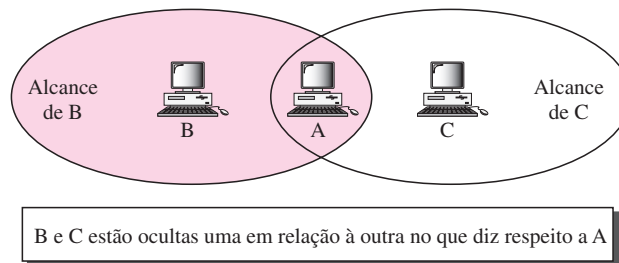 Alcance
de B
B
A
C
Alcance
de C
B e C estão ocultas uma em relação à outra no que diz respeito a A